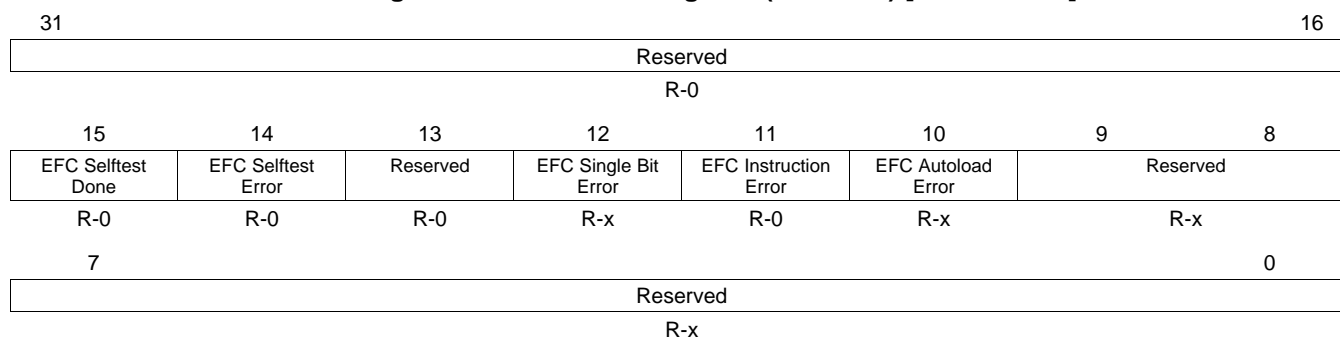 31 16
Reserved
R-0
15 14 13 12 11 10 9 8
EFC Selftest Done EFC Selftest Error Reserved EFC Single Bit Error EFC Instruction Error EFC Autoload Error Reserved
R-0 R-0 R-0 R-x R-0 R-x R-x
7 0
Reserved
R-x